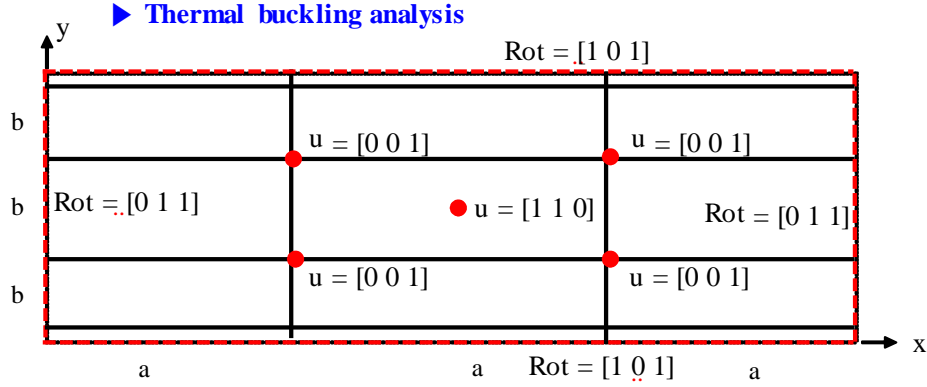 Thermal buckling analysis
y
Rot = [1 0 1]
b
u = [0 0 1]
u = [0 0 1]
b
Rot = [0 1 1]
u = [1 1 0]
Rot = [0 1 1]
u = [0 0 1]
u = [0 0 1]
b
x
a
a
Rot = [1 0 1]
a